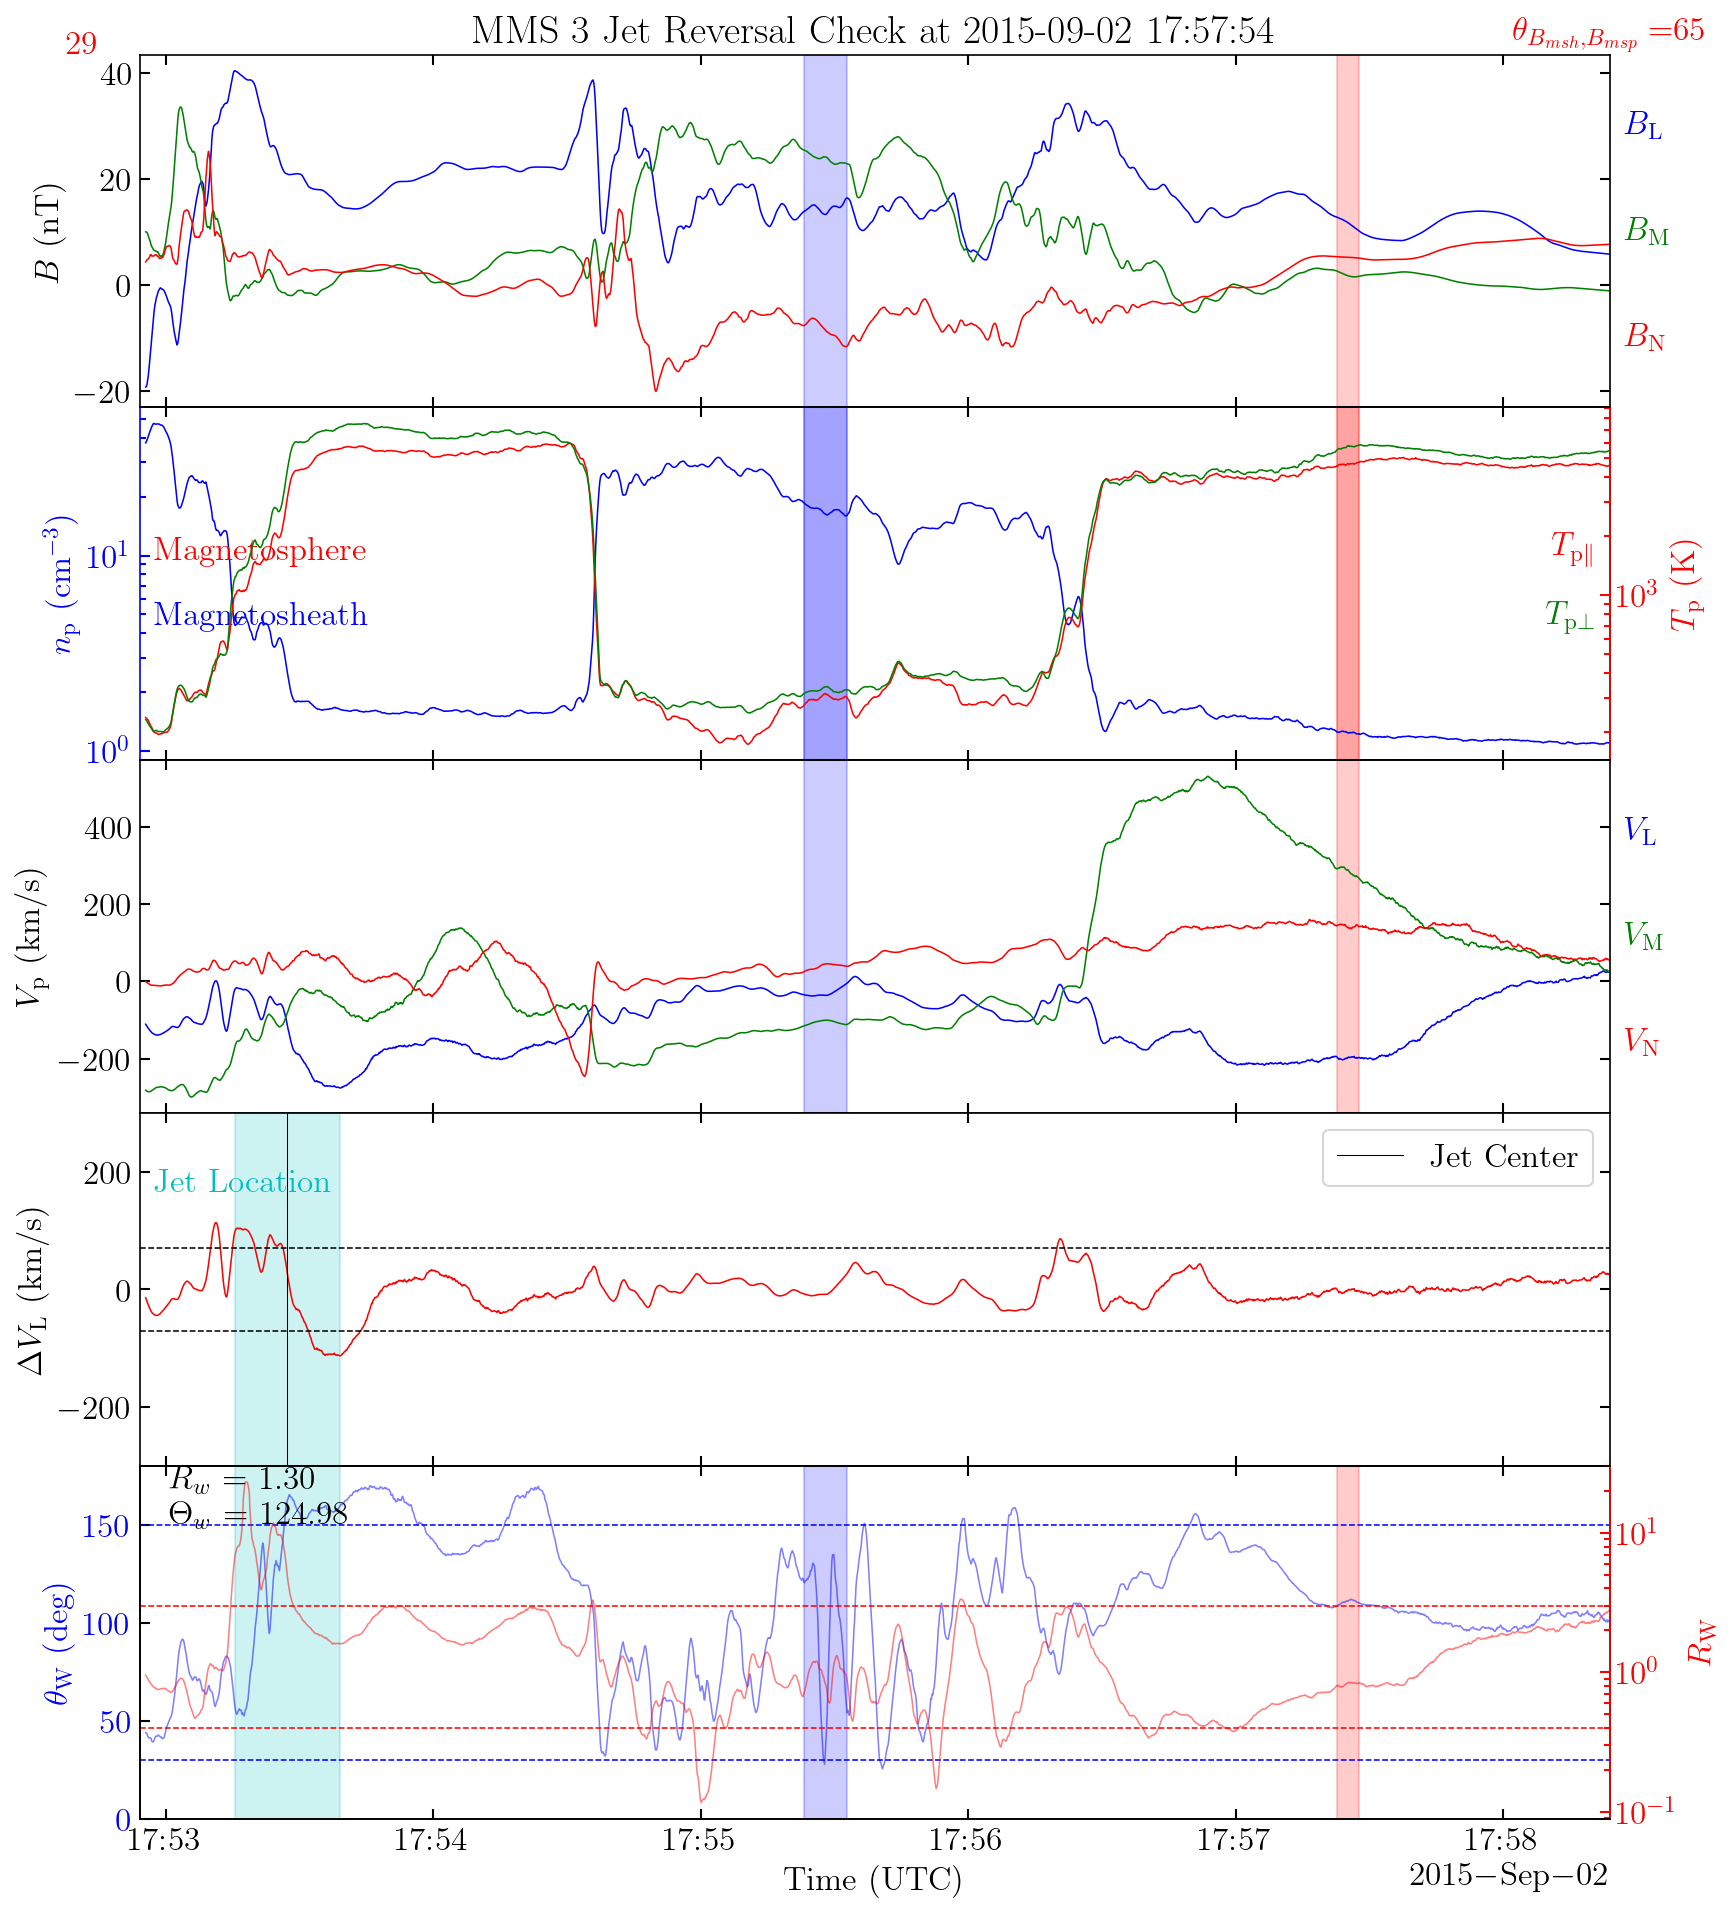 MMS 3 Jet Reversal Check at 2015-09-02 17:57:54
29
θ_{B_{msh},B_{msp}} =65
40
20
0
−20
B (nT)
B_L
B_M
B_N
10^1
10^0
n_p (cm^{−3})
Magnetosphere
Magnetosheath
T_{p∥}
T_{p⊥}
10^3
T_p (K)
400
200
0
−200
V_p (km/s)
V_L
V_M
V_N
200
0
−200
ΔV_L (km/s)
Jet Location
Jet Center
R_w = 1.30
Θ_w = 124.98
150
100
50
0
θ_W (deg)
10^1
10^0
10^{−1}
R_W
17:53 17:54 17:55 17:56 17:57 17:58
2015−Sep−02
Time (UTC)